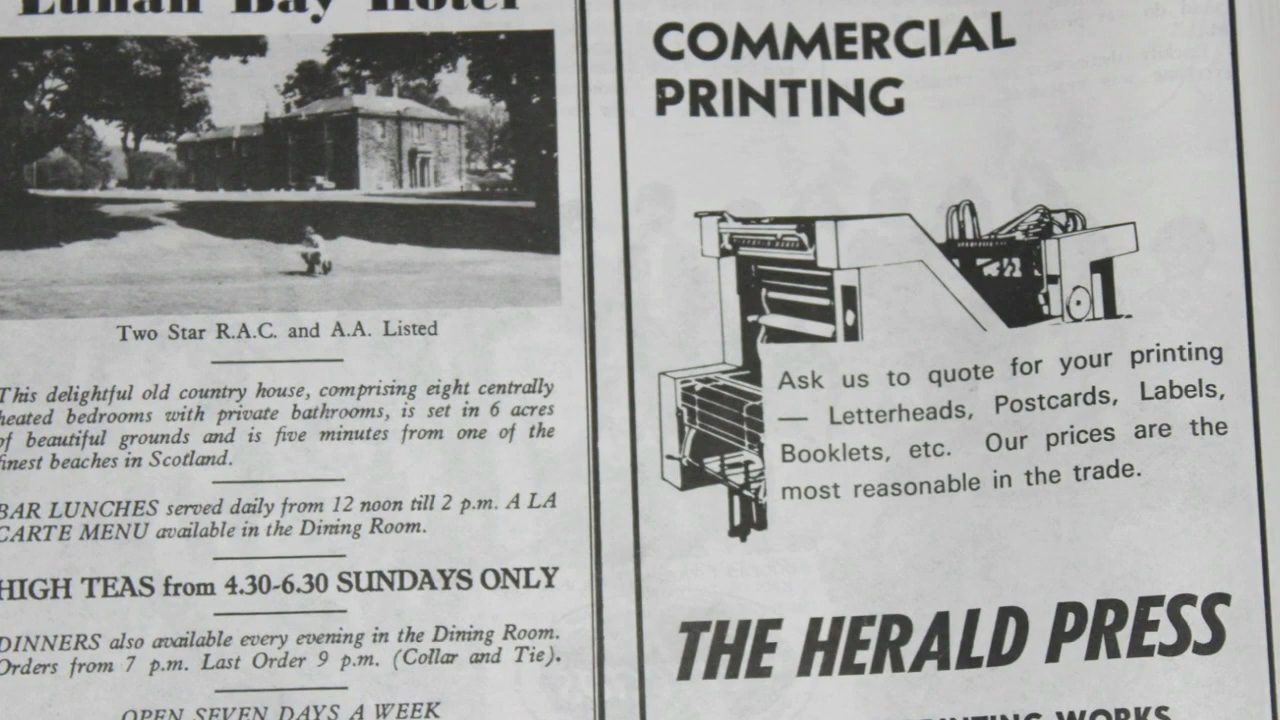 Lunan Bay Hotel
Two Star R.A.C. and A.A. Listed
This delightful old country house, comprising eight centrally
heated bedrooms with private bathrooms, is set in 6 acres
of beautiful grounds and is five minutes from one of the
finest beaches in Scotland.
BAR LUNCHES served daily from 12 noon till 2 p.m. A LA
CARTE MENU available in the Dining Room.
HIGH TEAS from 4.30-6.30 SUNDAYS ONLY
DINNERS also available every evening in the Dining Room.
Orders from 7 p.m. Last Order 9 p.m. (Collar and Tie).
OPEN SEVEN DAYS A WEEK
COMMERCIAL
PRINTING
Ask us to quote for your printing
— Letterheads, Postcards, Labels,
Booklets, etc. Our prices are the
most reasonable in the trade.
THE HERALD PRESS
PRINTING WORKS